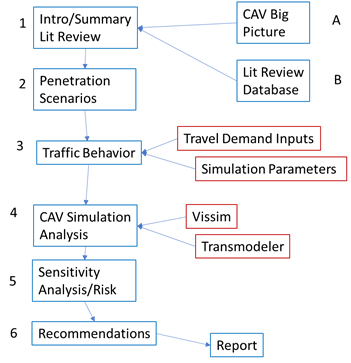 1
Intro/Summary
Lit Review
CAV Big
Picture
A
2
Penetration
Scenarios
Lit Review
Database
B
3
Traffic Behavior
Travel Demand Inputs
Simulation Parameters
4
CAV Simulation
Analysis
Vissim
Transmodeler
5
Sensitivity
Analysis/Risk
6
Recommendations
Report